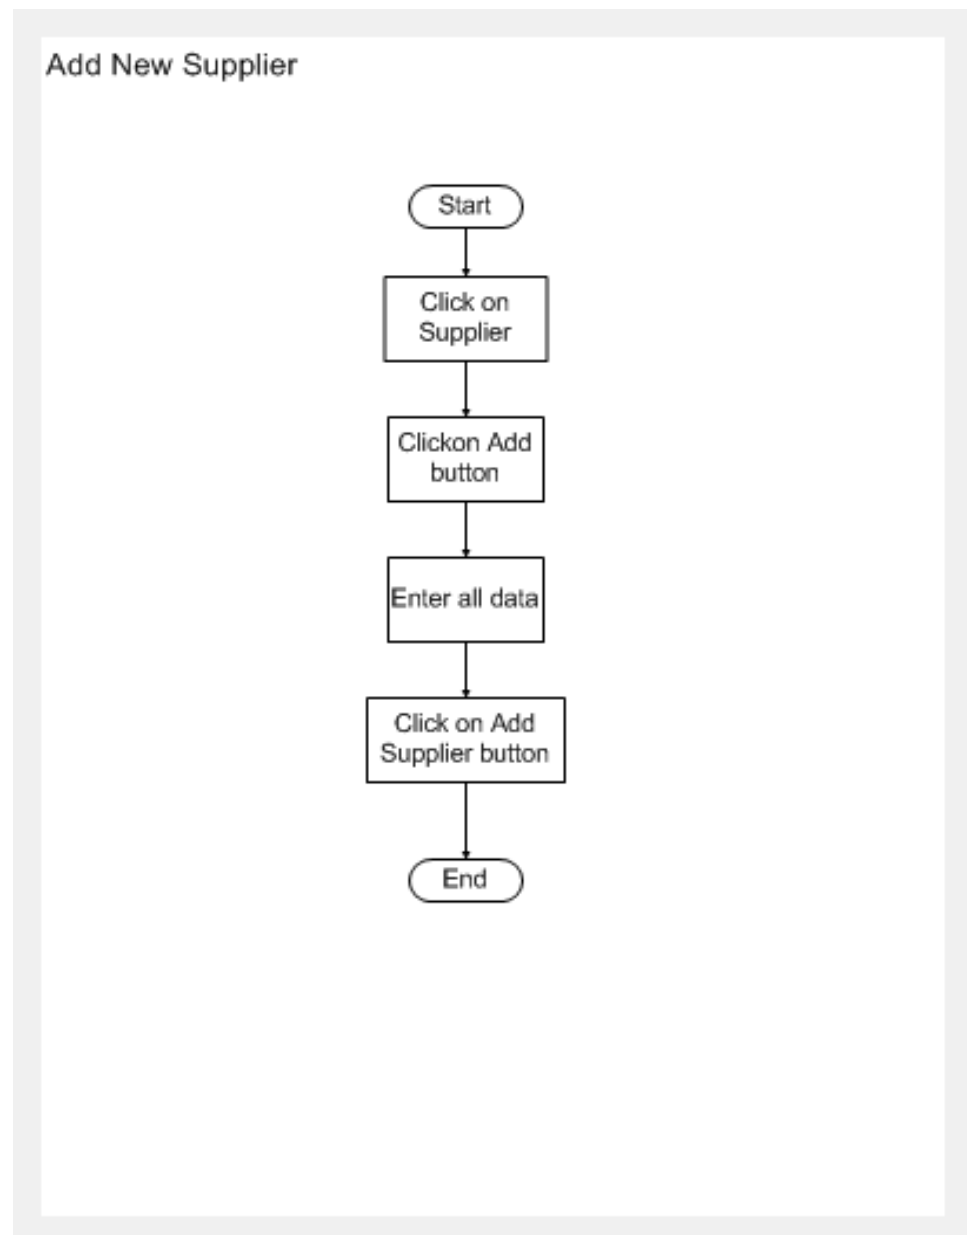 Add New Supplier
Start
Click on
Supplier
Clickon Add
button
Enter all data
Click on Add
Supplier button
End